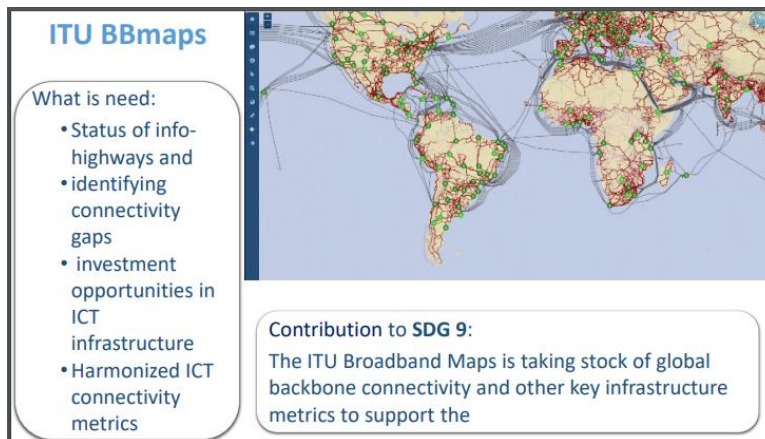 ITU BBmaps
What is need:
•Status of info-
highways and
•identifying
connectivity
gaps
• investment
opportunities in
ICT
infrastructure
•Harmonized ICT
connectivity
metrics
Contribution to SDG 9:
The ITU Broadband Maps is taking stock of global
backbone connectivity and other key infrastructure
metrics to support the